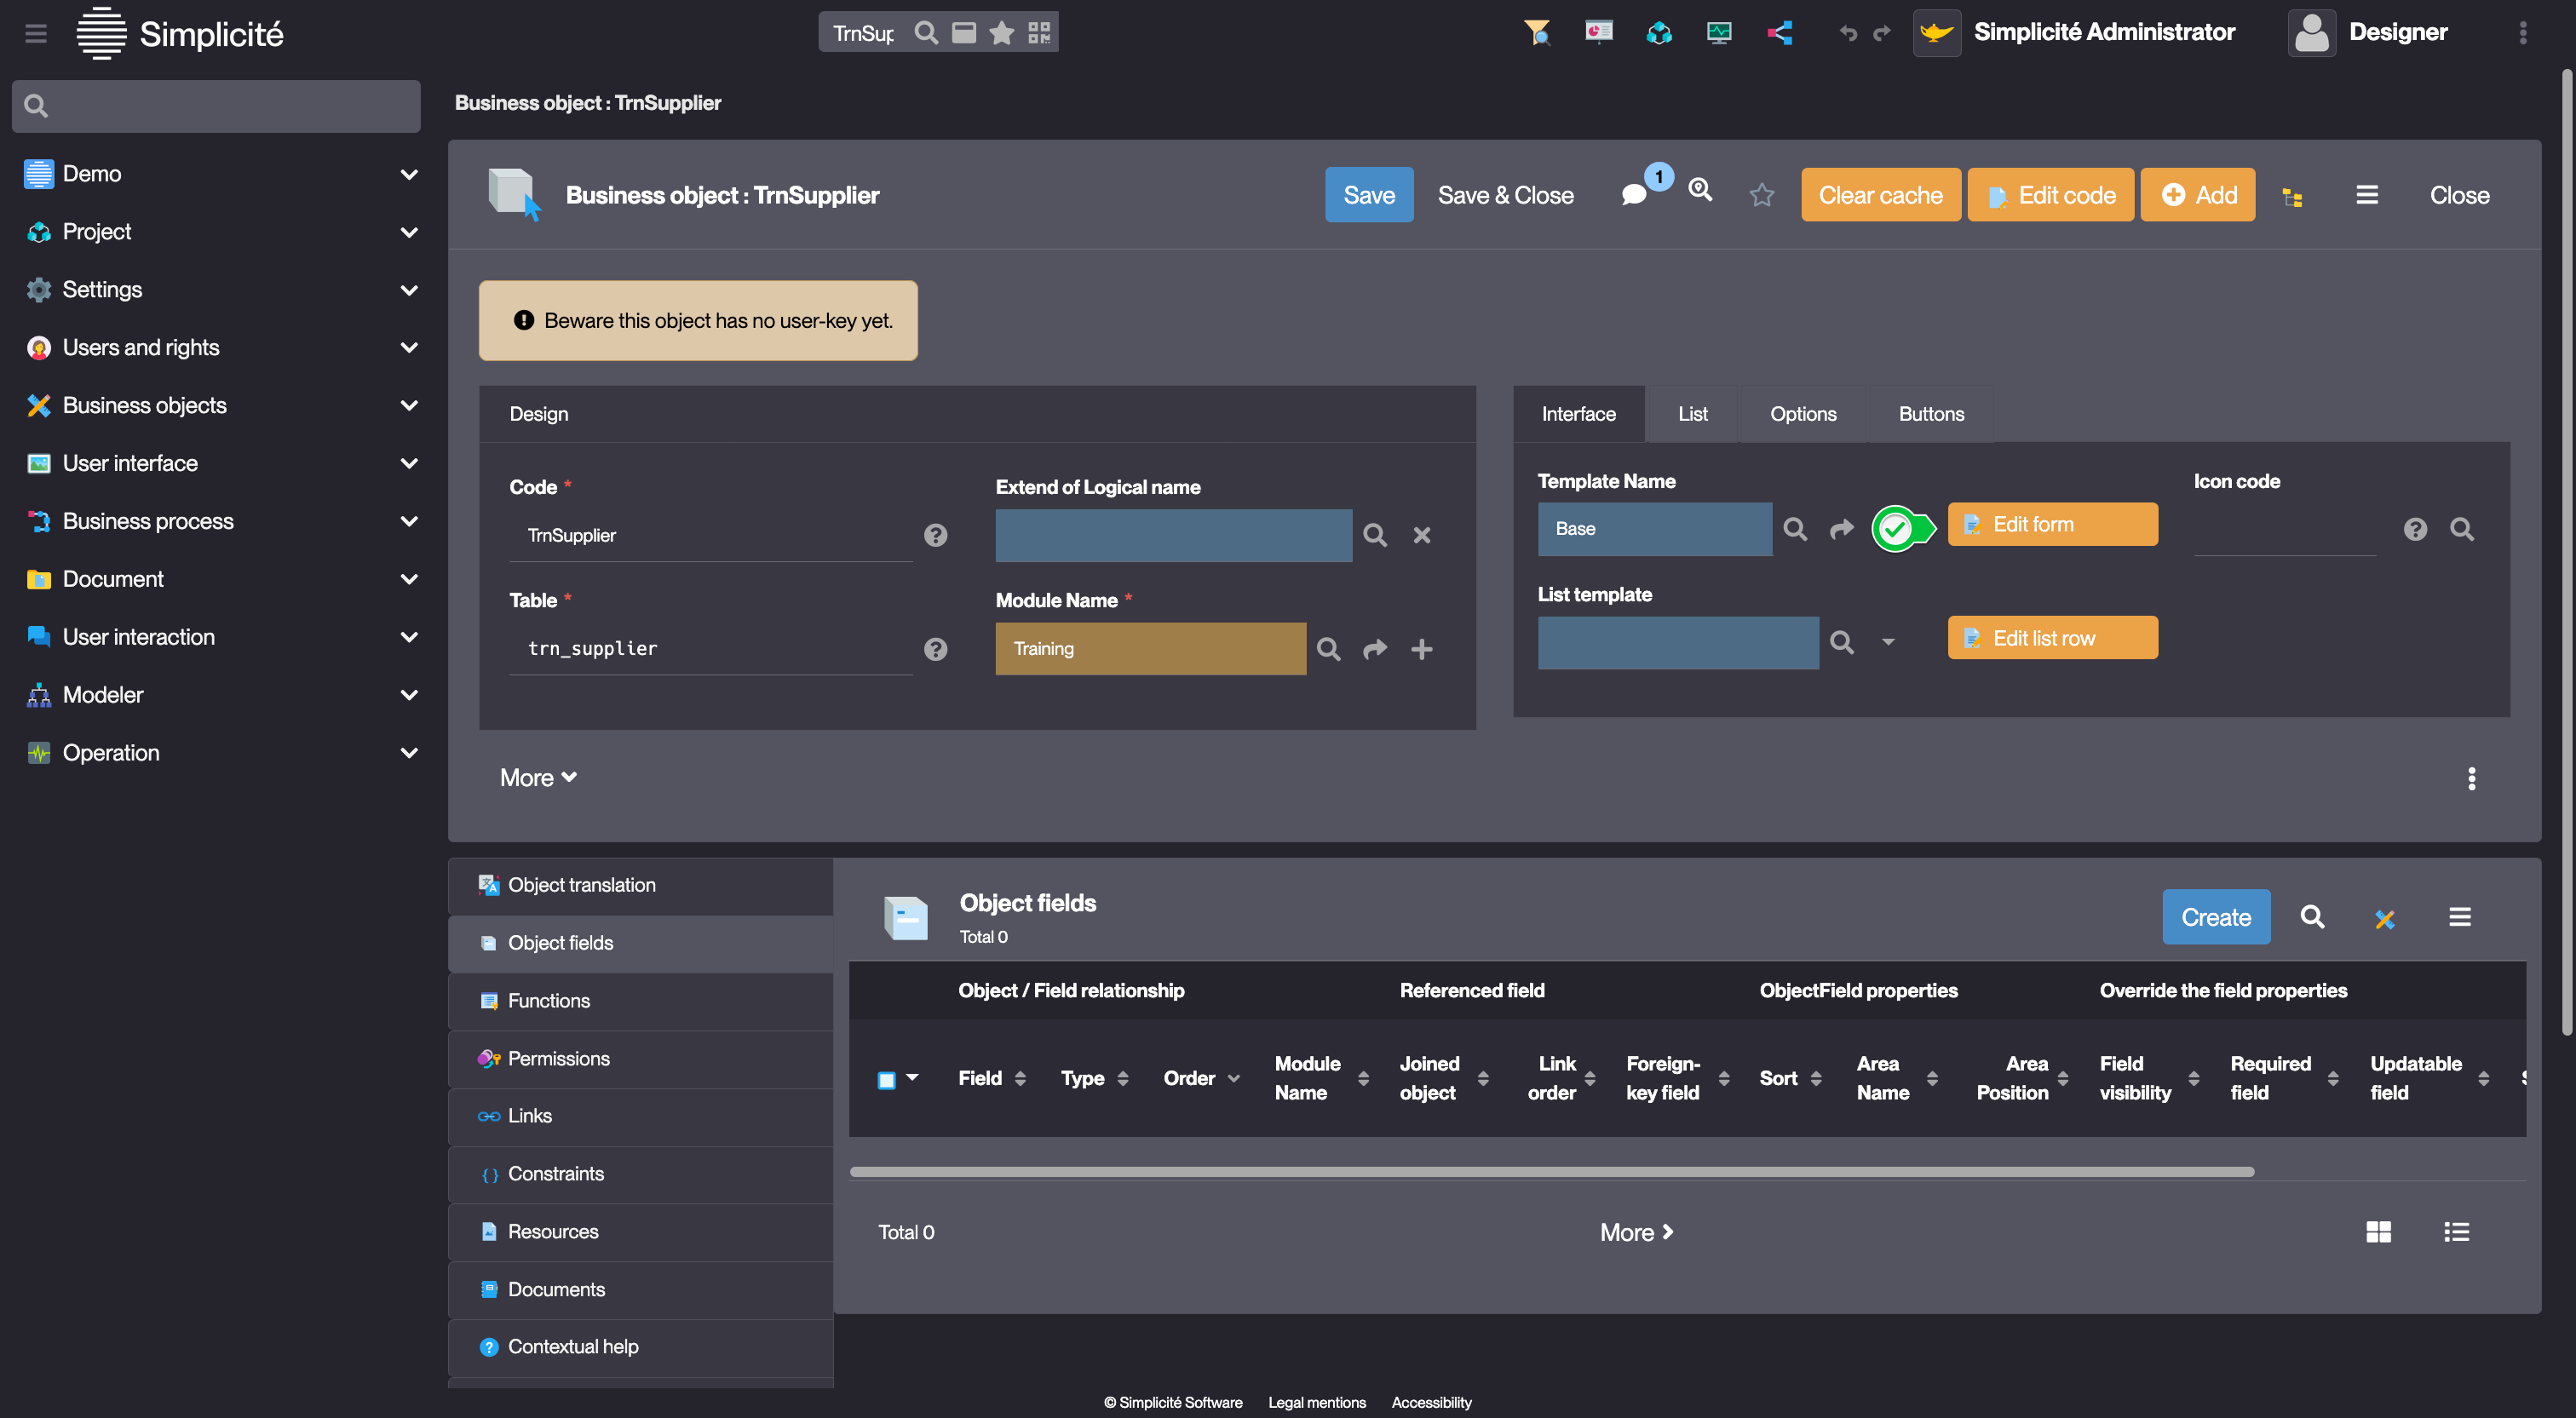 Simplicité
TrnSup
Simplicité Administrator
Designer
Demo
Project
Settings
Users and rights
Business objects
User interface
Business process
Document
User interaction
Modeler
Operation
Business object : TrnSupplier
Business object : TrnSupplier
Save
Save & Close
1
Clear cache
Edit code
Add
Close
Beware this object has no user-key yet.
Design
Code *
TrnSupplier
Extend of Logical name
Table *
trn_supplier
Module Name *
Training
Interface
List
Options
Buttons
Template Name
Base
Edit form
Icon code
List template
Edit list row
More
Object translation
Object fields
Functions
Permissions
Links
Constraints
Resources
Documents
Contextual help
Object fields
Total 0
Create
Object / Field relationship
Referenced field
ObjectField properties
Override the field properties
Field
Type
Order
Module Name
Joined object
Link order
Foreign-key field
Sort
Area Name
Area Position
Field visibility
Required field
Updatable field
Total 0
More
© Simplicité Software
Legal mentions
Accessibility